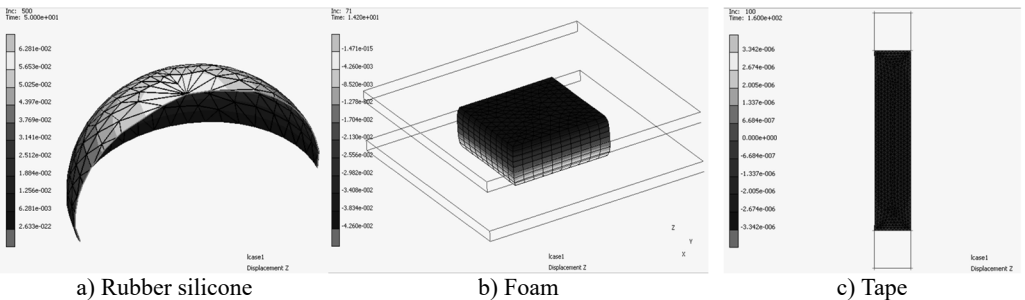 Inc: 500
Time: 5.000e+001
6.281e-002
5.653e-002
5.025e-002
4.397e-002
3.769e-002
3.141e-002
2.512e-002
1.884e-002
1.256e-002
6.281e-003
2.633e-022
lcase1
Displacement Z
a) Rubber silicone
Inc: 71
Time: 1.420e+001
-1.471e-015
-4.260e-003
-8.520e-003
-1.278e-002
-1.704e-002
-2.130e-002
-2.556e-002
-2.982e-002
-3.408e-002
-3.834e-002
-4.260e-002
Z
Y
X
lcase1
Displacement Z
b) Foam
Inc: 100
Time: 1.600e+002
3.342e-006
2.674e-006
2.005e-006
1.337e-006
6.684e-007
0.000e+000
-6.684e-007
-1.337e-006
-2.005e-006
-2.674e-006
-3.342e-006
lcase1
Displacement Z
c) Tape